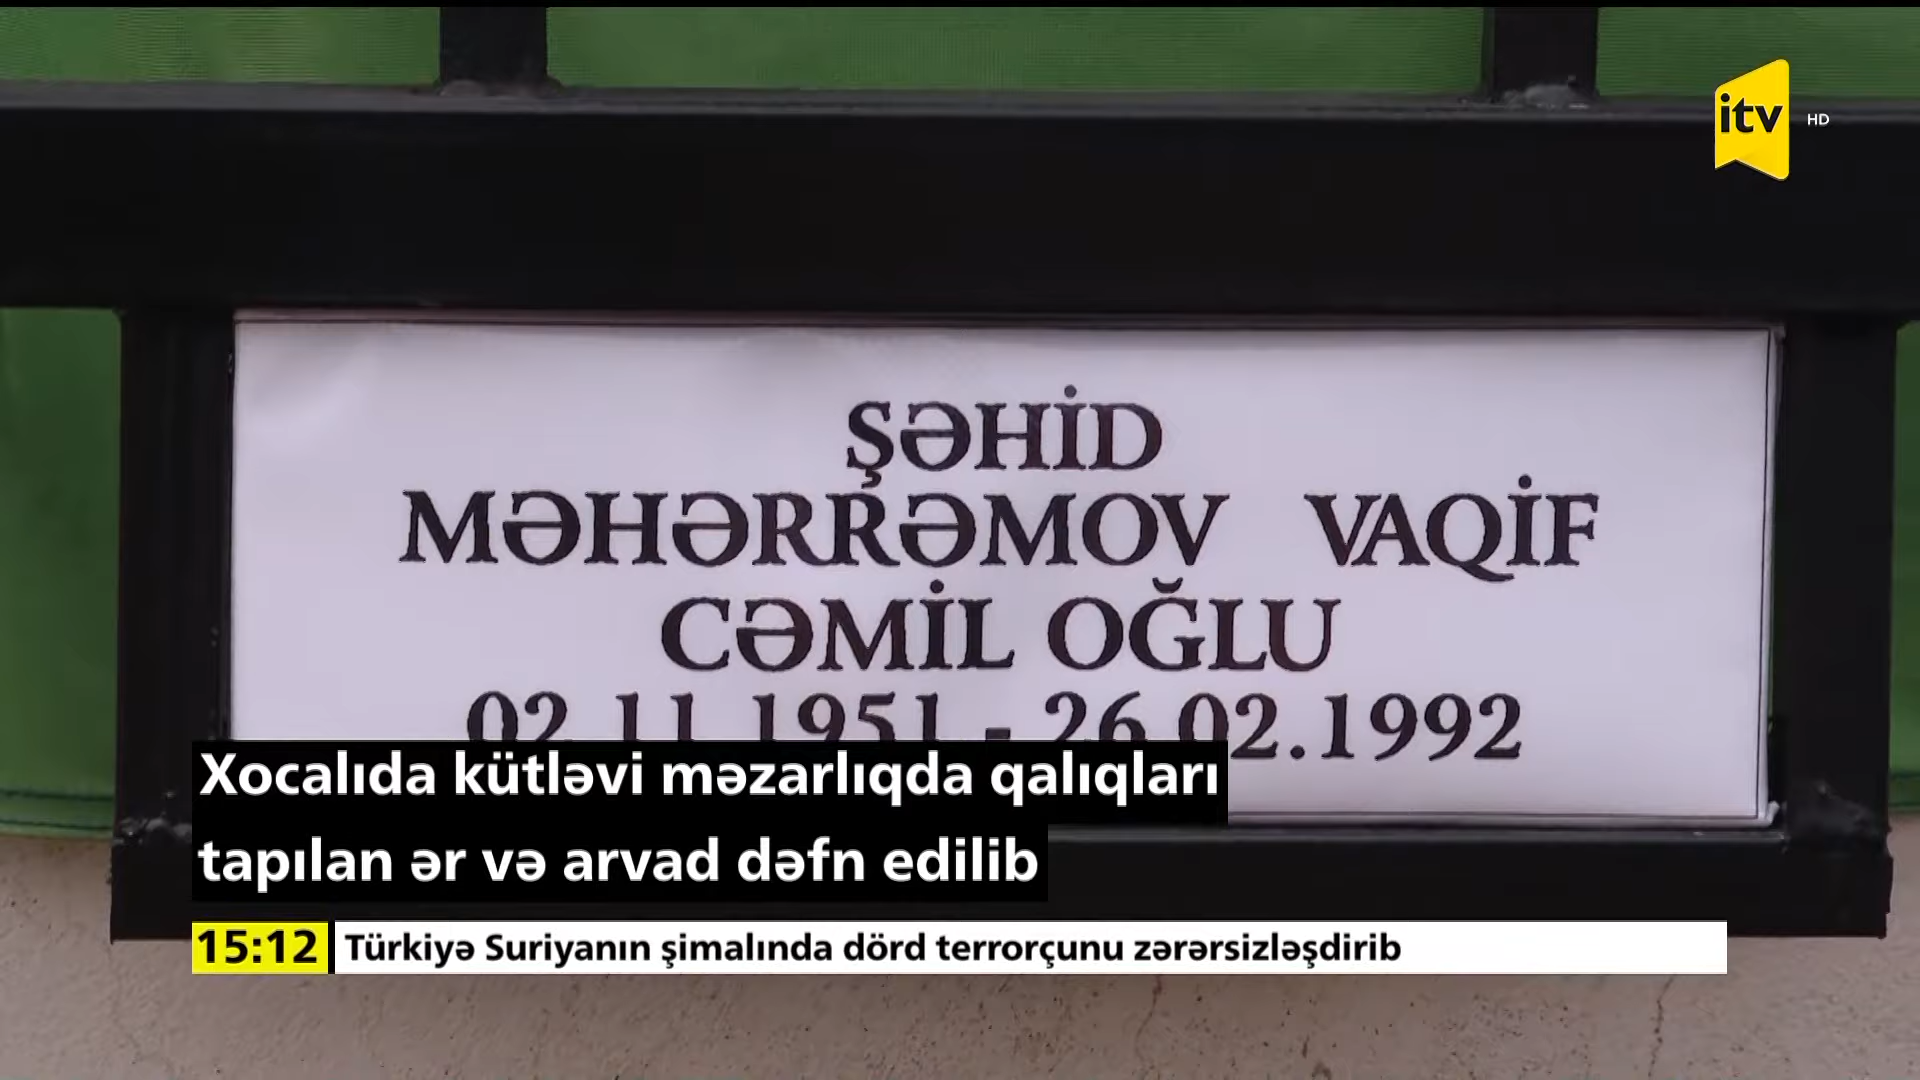 itv HD
ŞƏHİD
MƏHƏRRƏMOV VAQİF
CƏMİL OĞLU
02.11.1951 - 26.02.1992
Xocalıda kütləvi məzarlıqda qalıqları
tapılan ər və arvad dəfn edilib
15:12 Türkiyə Suriyanın şimalında dörd terrorçunu zərərsizləşdirib